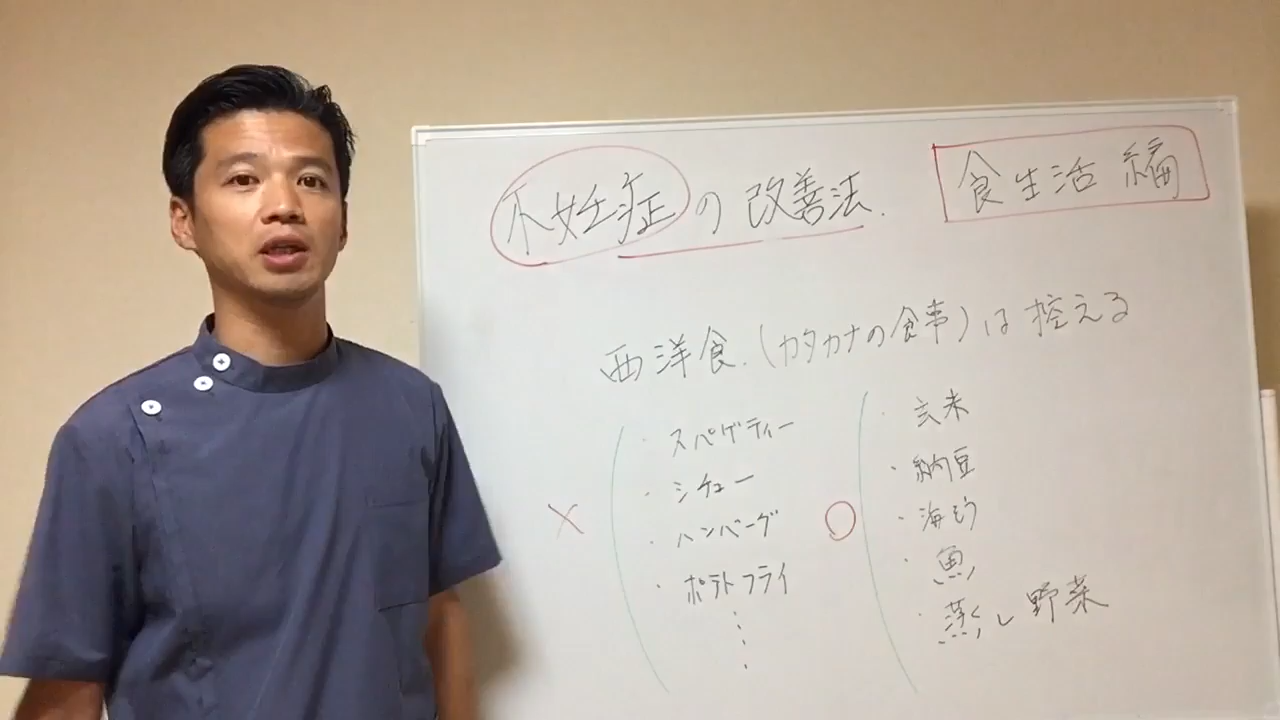 不妊症の改善法.
食生活編
西洋食.(カタカナの食事)は控える
×
・スパゲティー
・シチュー
・ハンバーグ
・ポテトフライ
○
・玄米
・納豆
・海そう
・魚
・蒸し野菜